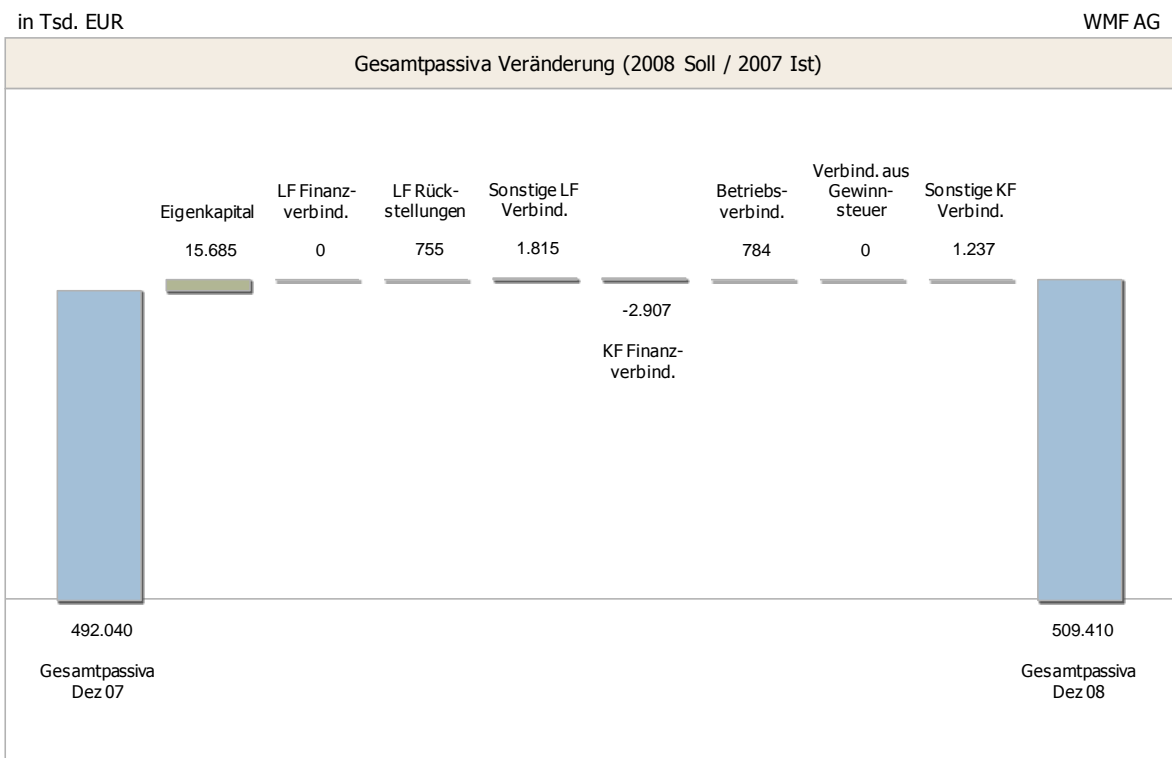 in Tsd. EUR
WMF AG
Gesamtpassiva Veränderung (2008 Soll / 2007 Ist)
Eigenkapital
15.685
LF Finanz-
verbind.
0
LF Rück-
stellungen
755
Sonstige LF
Verbind.
1.815
-2.907
KF Finanz-
verbind.
Betriebs-
verbind.
784
Verbind. aus
Gewinn-
steuer
0
Sonstige KF
Verbind.
1.237
492.040
Gesamtpassiva
Dez 07
509.410
Gesamtpassiva
Dez 08